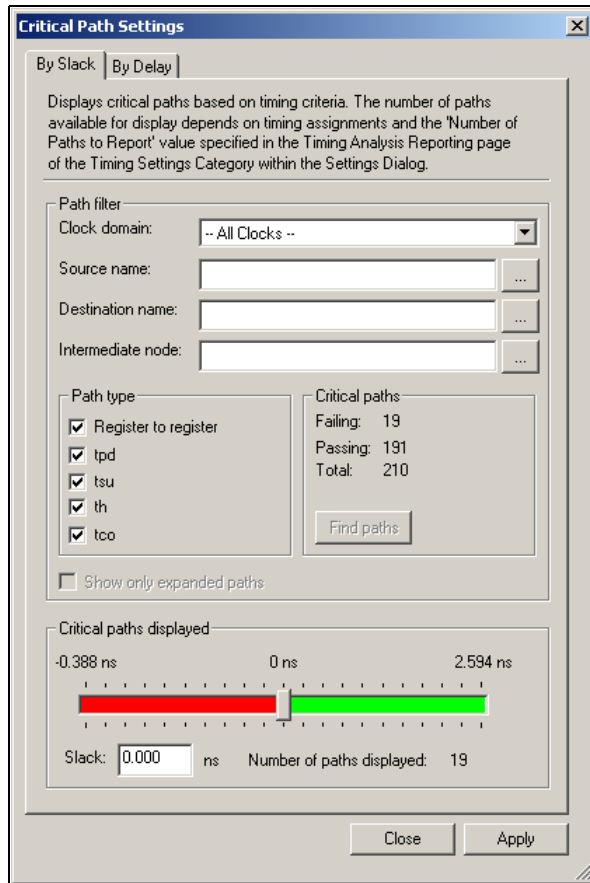 Critical Path Settings
By Slack
By Delay
Displays critical paths based on timing criteria. The number of paths
available for display depends on timing assignments and the 'Number of
Paths to Report' value specified in the Timing Analysis Reporting page
of the Timing Settings Category within the Settings Dialog.
Path filter
Clock domain:
-- All Clocks --
Source name:
...
Destination name:
...
Intermediate node:
...
Path type
Register to register
tpd
tsu
th
tco
Critical paths
Failing: 19
Passing: 191
Total: 210
Find paths
Show only expanded paths
Critical paths displayed
-0.388 ns 0 ns 2.594 ns
Slack: 0.000 ns Number of paths displayed: 19
Close Apply